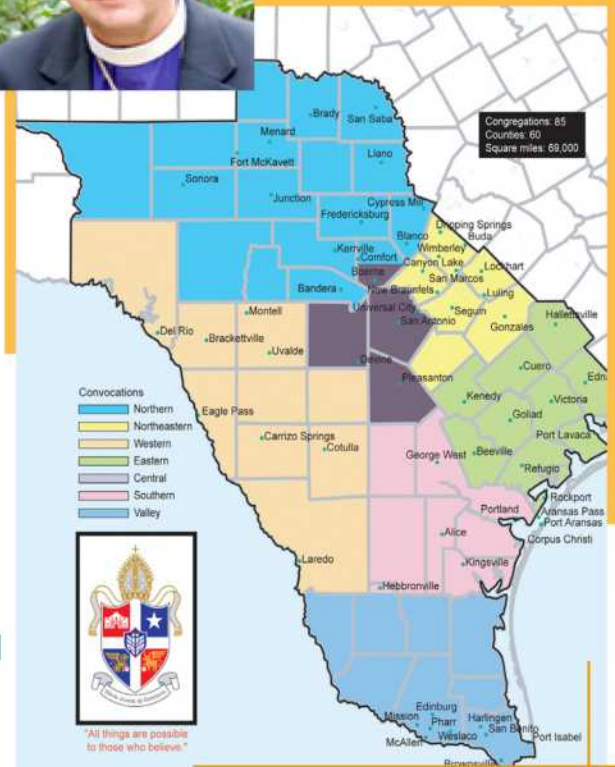 Congregations: 85
Counties: 60
Square miles: 69,000
Brady
San Saba
Menard
Fort McKavett
Llano
Sonora
Junction
Cypress Mill
Fredericksburg
Dripping Springs
Blanco
Buda
Wimberley
Kerrville
Comfort
Canyon Lake
Lockhart
Boerne
San Marcos
Bandera
New Braunfels
Luling
Universal City
Seguin
Montell
San Antonio
Gonzales
Hallettsville
Del Rio
Brackettville
Uvalde
Devine
Cuero
Pleasanton
Edna
Kenedy
Victoria
Convocations
Northern
Northeastern
Western
Eastern
Central
Southern
Valley
Eagle Pass
Goliad
Carrizo Springs
Cotulla
Port Lavaca
George West
Beeville
Refugio
Rockport
Portland
Aransas Pass
Port Aransas
Alice
Corpus Christi
Laredo
Kingsville
Hebbronville
"All things are possible
to those who believe."
Edinburg
Mission
Pharr
Harlingen
San Benito
McAllen
Weslaco
Port Isabel
Brownsville